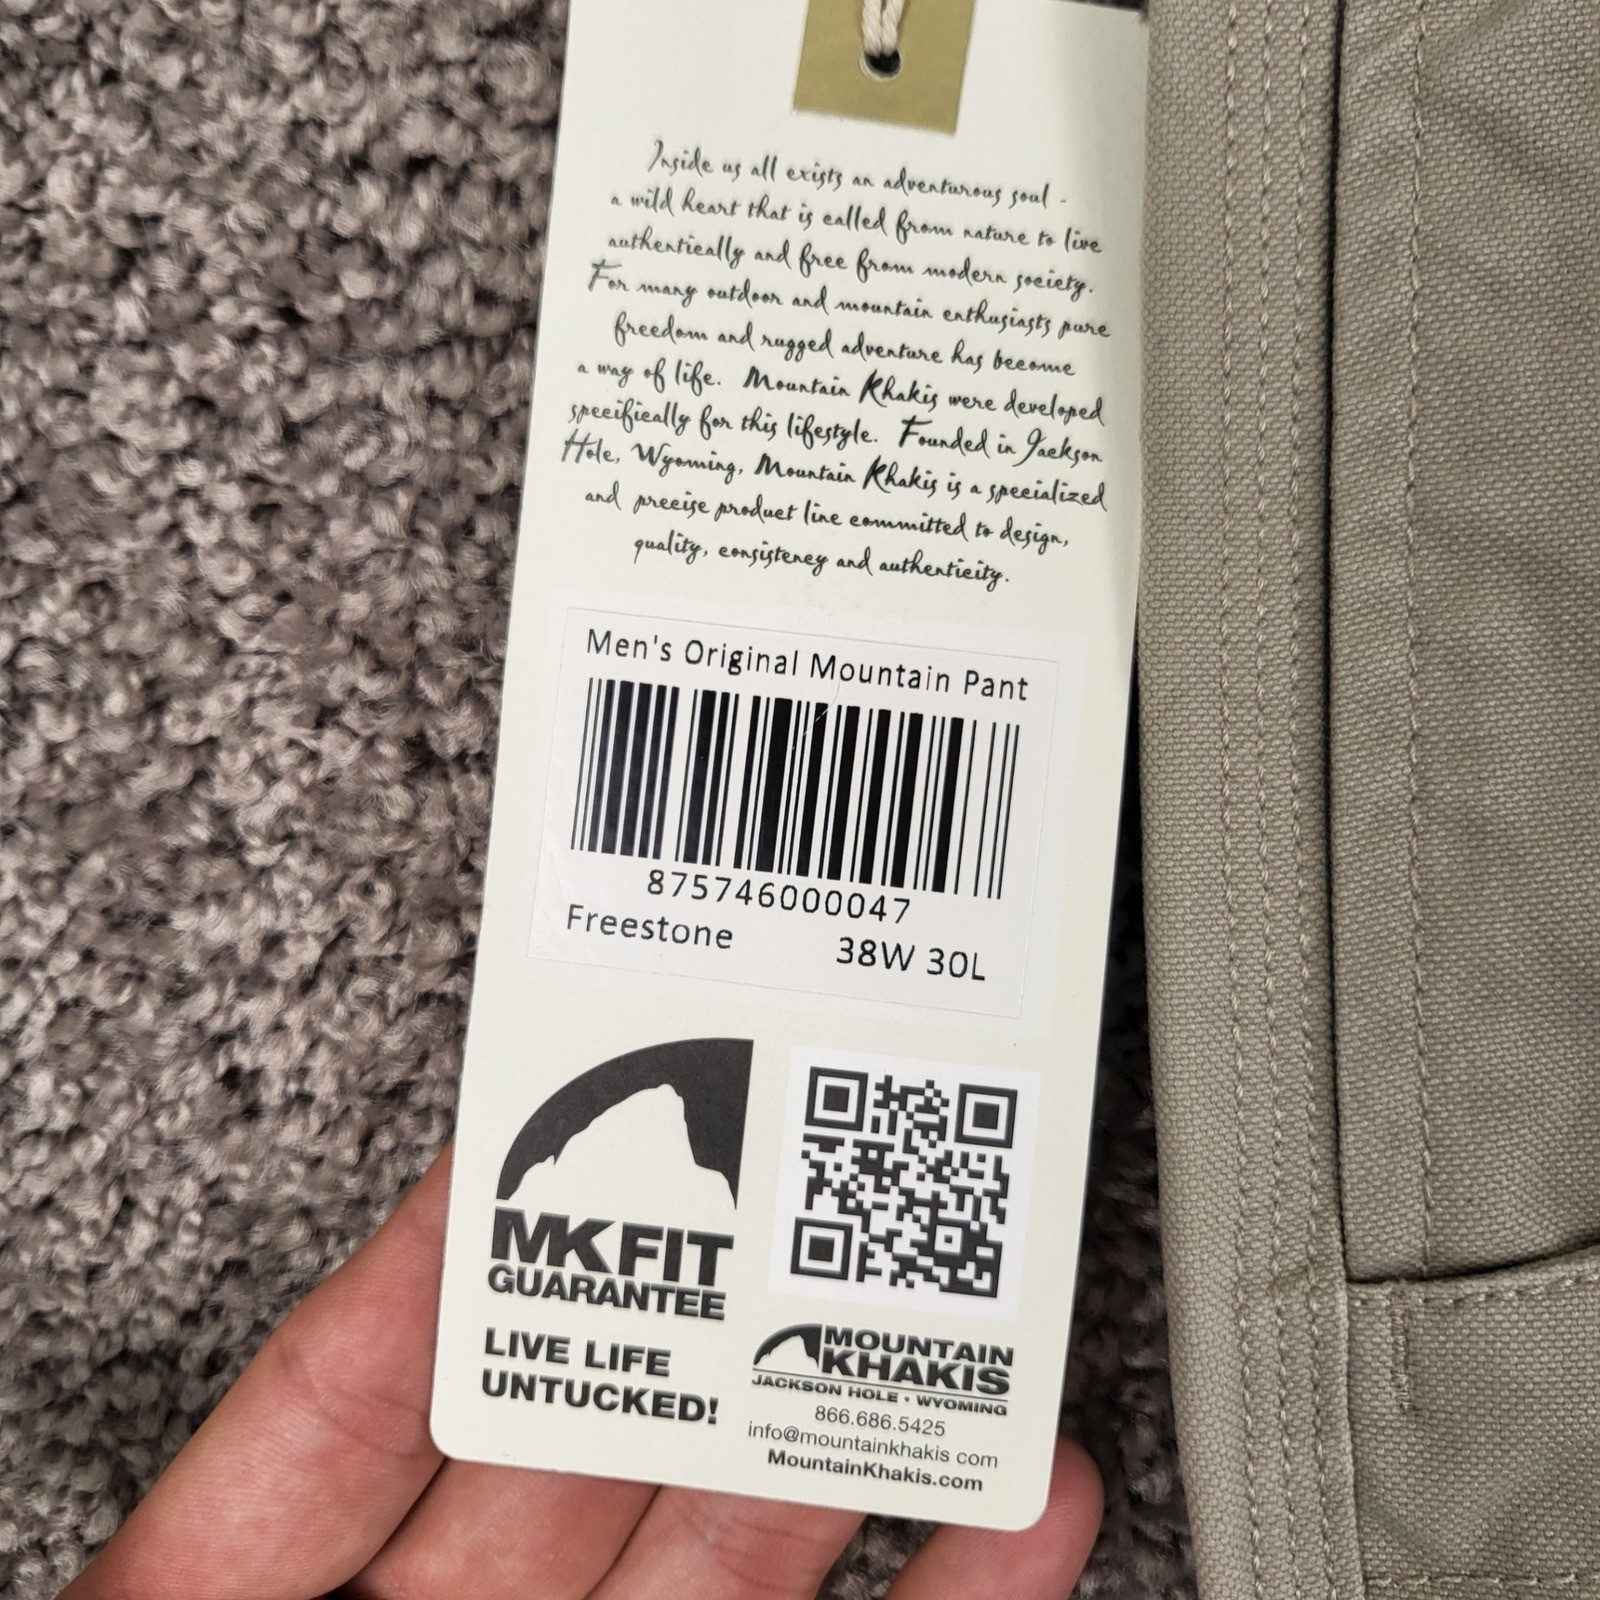 Inside us all exists an adventurous soul -
a wild heart that is called from nature to live
authentically and free from modern society.
For many outdoor and mountain enthusiasts pure
freedom and rugged adventure has become
a way of life. Mountain Khakis were developed
specifically for this lifestyle. Founded in Jackson
Hole, Wyoming, Mountain Khakis is a specialized
and precise product line committed to design,
quality, consistency and authenticity.
Men's Original Mountain Pant
875746000047
Freestone 38W 30L
MK FIT
GUARANTEE
LIVE LIFE
UNTUCKED!
MOUNTAIN
KHAKIS
JACKSON HOLE • WYOMING
866.686.5425
info@mountainkhakis com
MountainKhakis.com